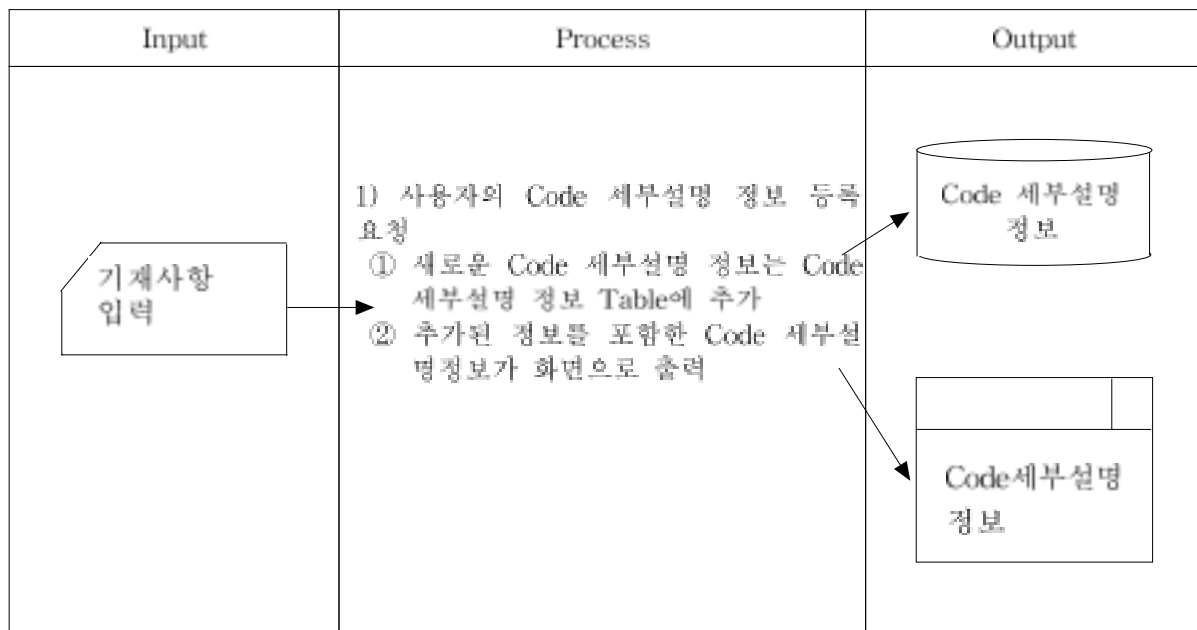 Input
Process
Output
기재사항
입력
1) 사용자의 Code 세부설명 정보 등록
요청
① 새로운 Code 세부설명 정보는 Code
세부설명 정보 Table에 추가
② 추가된 정보를 포함한 Code 세부설
명정보가 화면으로 출력
Code 세부설명
정보
Code세부설명
정보